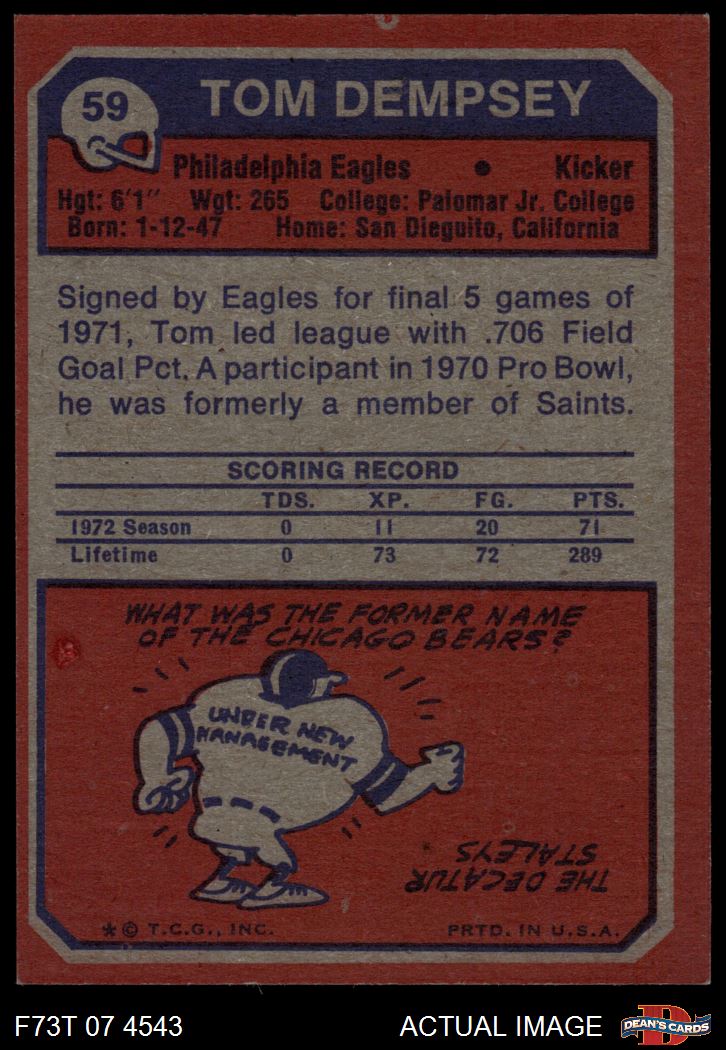 59
TOM DEMPSEY
Philadelphia Eagles • Kicker
Hgt: 6'1" Wgt: 265 College: Palomar Jr. College
Born: 1-12-47 Home: San Dieguito, California
Signed by Eagles for final 5 games of
1971, Tom led league with .706 Field
Goal Pct. A participant in 1970 Pro Bowl,
he was formerly a member of Saints.
SCORING RECORD
TDS. XP. FG. PTS.
1972 Season 0 11 20 71
Lifetime 0 73 72 289
WHAT WAS THE FORMER NAME
OF THE CHICAGO BEARS?
UNDER NEW
MANAGEMENT
THE DECATUR
STALEYS
*© T.C.G., INC. PRTD. IN U.S.A.
F73T 07 4543 ACTUAL IMAGE
DEAN'S CARDS